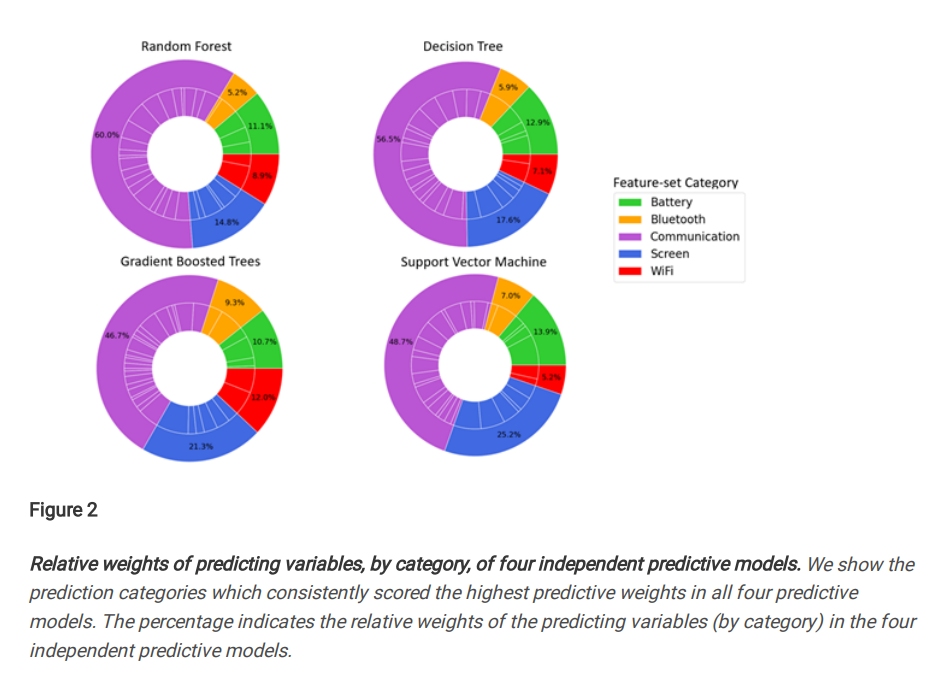 Random Forest
Decision Tree
5.2%
11.1%
60.0%
8.9%
14.8%
5.9%
12.9%
56.5%
7.1%
17.6%
Feature-set Category
Battery
Bluetooth
Communication
Screen
WiFi
Gradient Boosted Trees
Support Vector Machine
9.3%
10.7%
46.7%
12.0%
21.3%
7.0%
13.9%
48.7%
5.2%
25.2%
Figure 2
Relative weights of predicting variables, by category, of four independent predictive models. We show the
prediction categories which consistently scored the highest predictive weights in all four predictive
models. The percentage indicates the relative weights of the predicting variables (by category) in the four
independent predictive models.